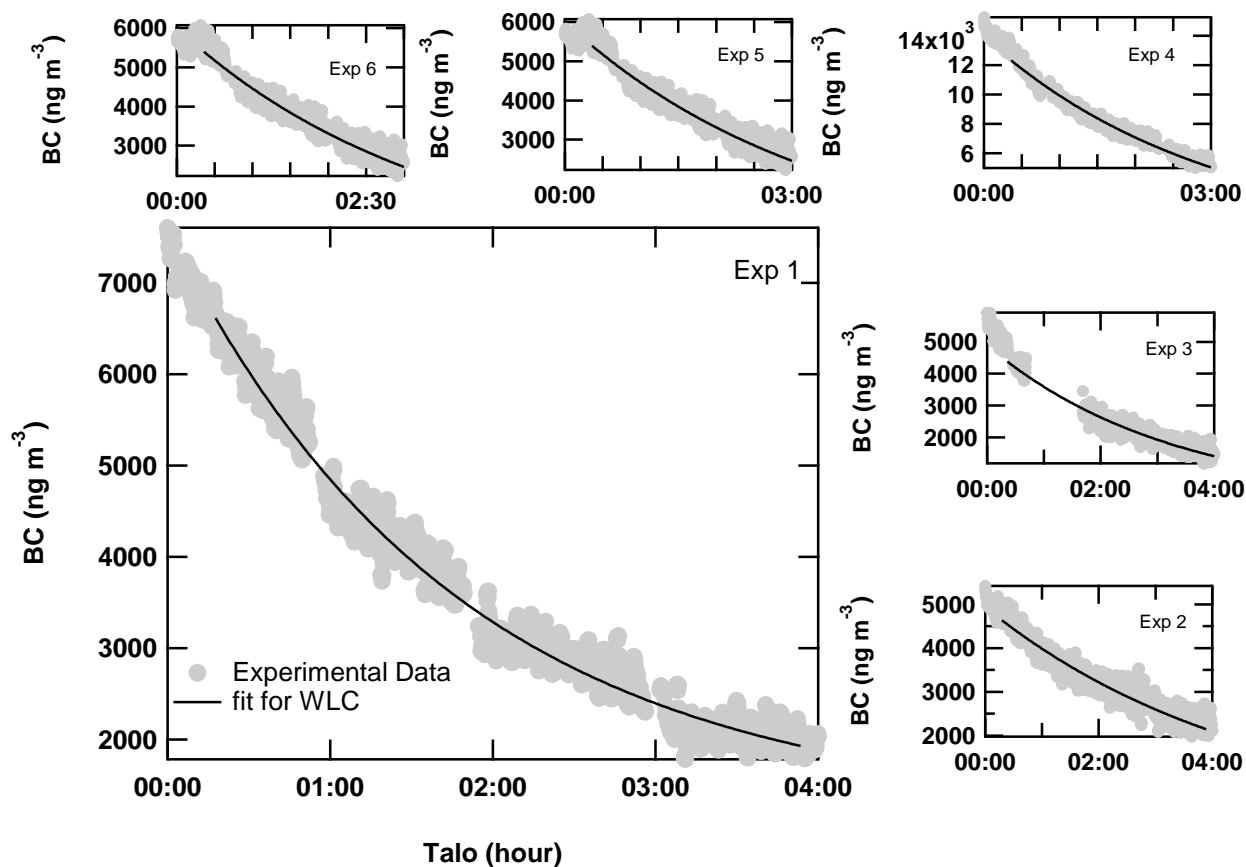 BC (ng m-3)
6000
5000
4000
3000
00:00
02:30
Exp 6
BC (ng m-3)
6000
5000
4000
3000
00:00
03:00
Exp 5
BC (ng m-3)
14x10³
12
10
8
6
00:00
03:00
Exp 4
BC (ng m-3)
7000
6000
5000
4000
3000
2000
00:00
01:00
02:00
03:00
04:00
Exp 1
Experimental Data
fit for WLC
Talo (hour)
BC (ng m-3)
5000
4000
3000
2000
00:00
02:00
04:00
Exp 3
BC (ng m-3)
5000
4000
3000
2000
00:00
02:00
04:00
Exp 2